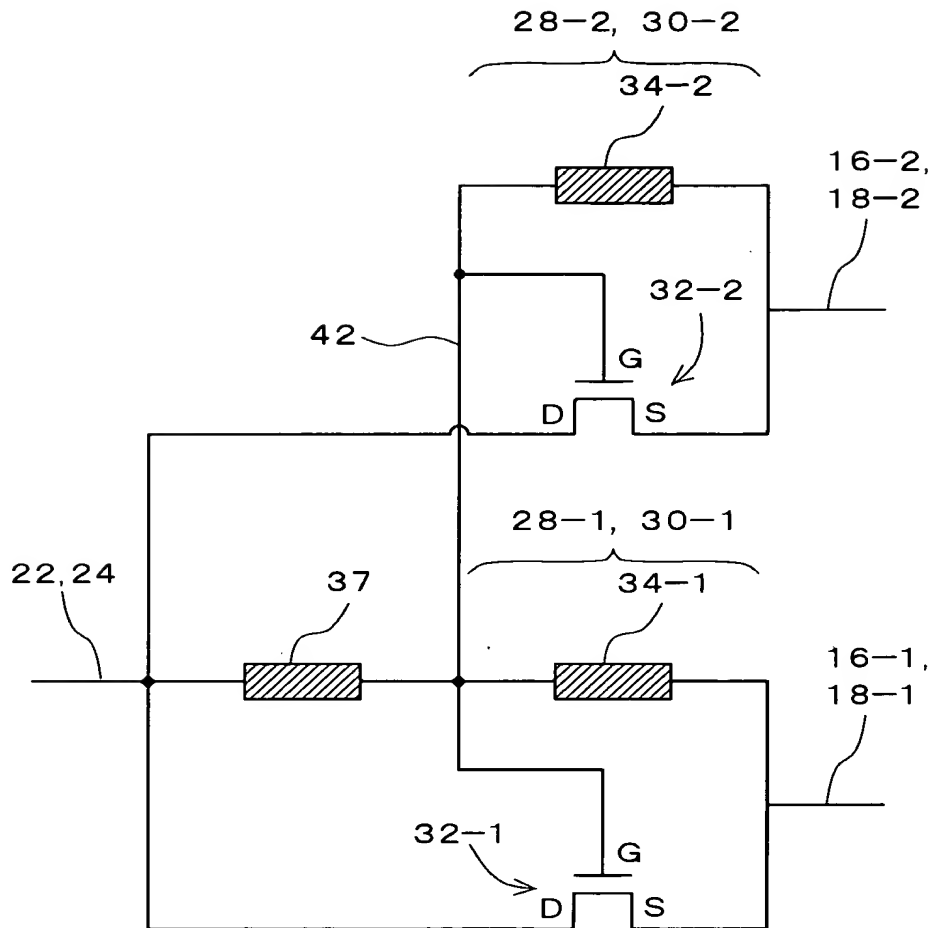 28-2, 30-2
34-2
16-2,
18-2
32-2
42
G
D
S
28-1, 30-1
22,24
37
34-1
16-1,
18-1
32-1
G
D
S